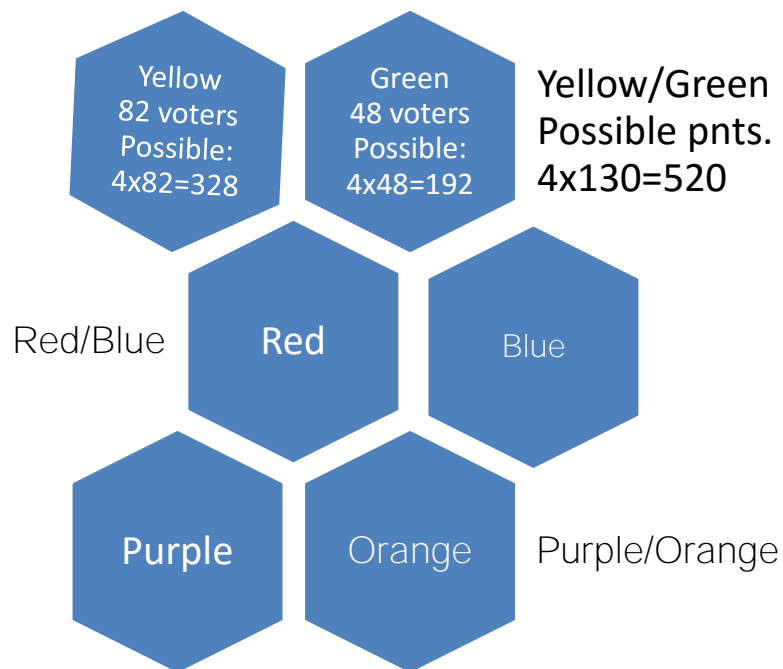 Yellow
82 voters
Possible:
4x82=328
Green
48 voters
Possible:
4x48=192
Yellow/Green
Possible pnts.
4x130=520
Red/Blue
Red
Blue
Purple
Orange
Purple/Orange